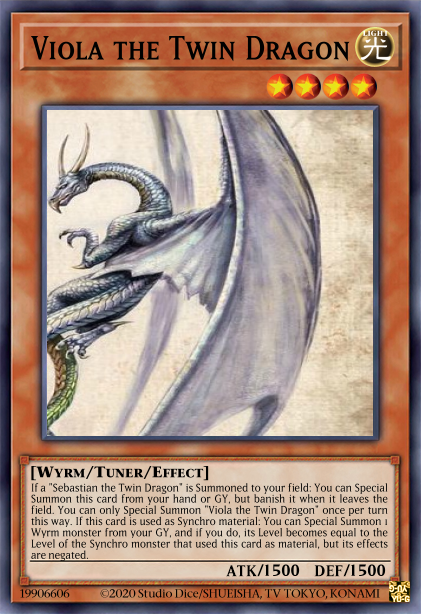 Viola the Twin Dragon
LIGHT
光
[Wyrm/Tuner/Effect]
If a "Sebastian the Twin Dragon" is Summoned to your field: You can Special
Summon this card from your hand or GY, but banish it when it leaves the
field. You can only Special Summon "Viola the Twin Dragon" once per turn
this way. If this card is used as Synchro material: You can Special Summon 1
Wyrm monster from your GY, and if you do, its Level becomes equal to the
Level of the Synchro monster that used this card as material, but its effects
are negated.
ATK/1500 DEF/1500
19906606 ©2020 Studio Dice/SHUEISHA, TV TOKYO, KONAMI